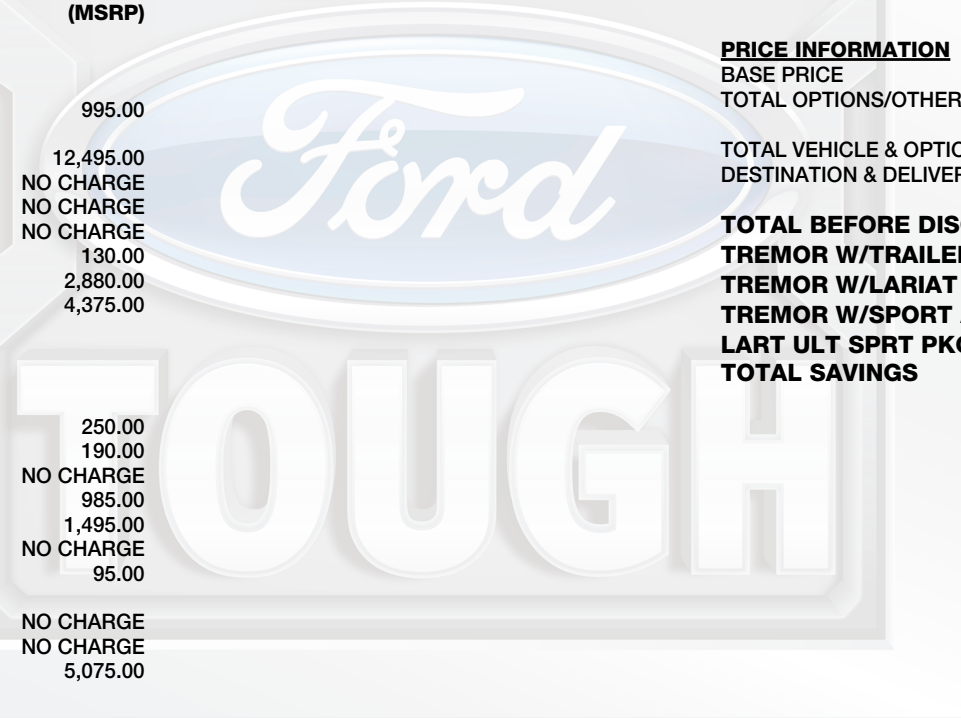 (MSRP)
995.00
12,495.00
NO CHARGE
NO CHARGE
NO CHARGE
130.00
2,880.00
4,375.00
250.00
190.00
NO CHARGE
985.00
1,495.00
NO CHARGE
95.00
NO CHARGE
NO CHARGE
5,075.00
Ford
TOUGH
PRICE INFORMATION
BASE PRICE
TOTAL OPTIONS/OTHER
TOTAL VEHICLE & OPTIO
DESTINATION & DELIVER
TOTAL BEFORE DIS
TREMOR W/TRAILE
TREMOR W/LARIAT
TREMOR W/SPORT
LART ULT SPRT PK
TOTAL SAVINGS